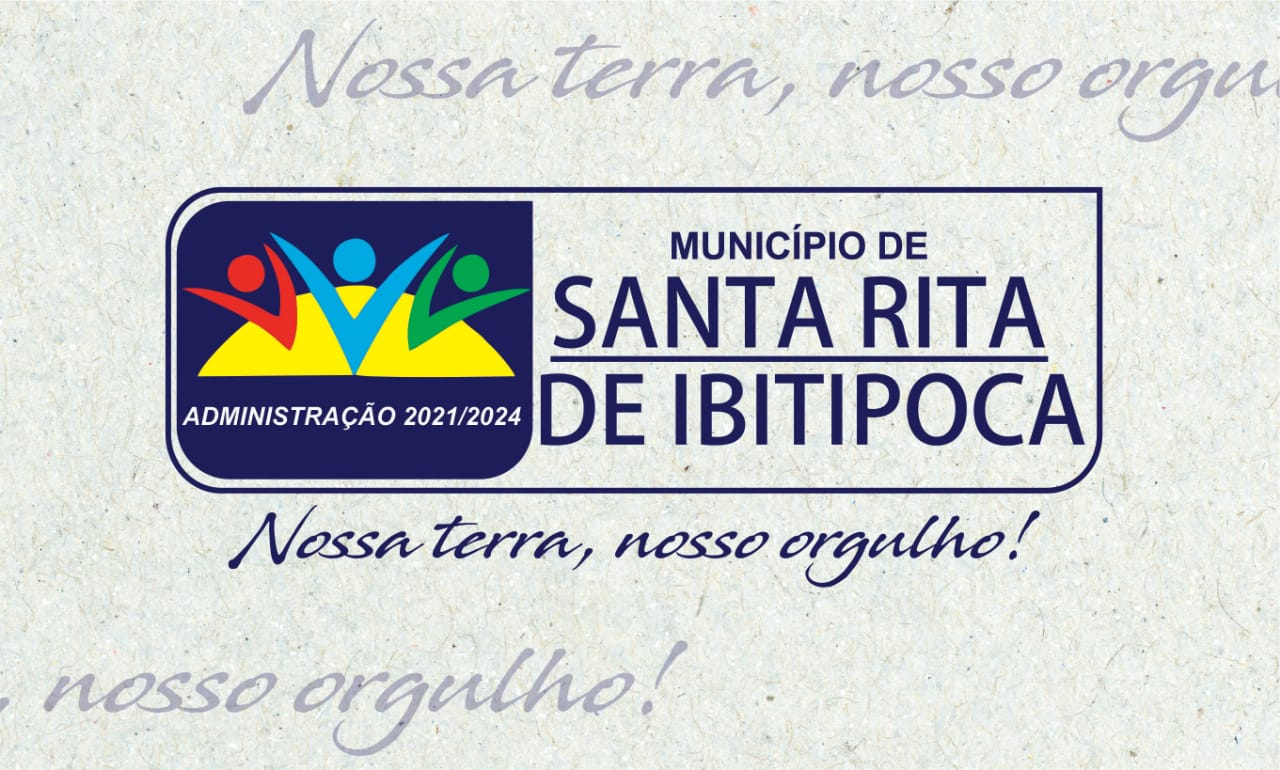 Nossa terra, nosso orgu
MUNICÍPIO DE
SANTA RITA
DE IBITIPOCA
ADMINISTRAÇÃO 2021/2024
Nossa terra, nosso orgulho!
, nosso orgulho!